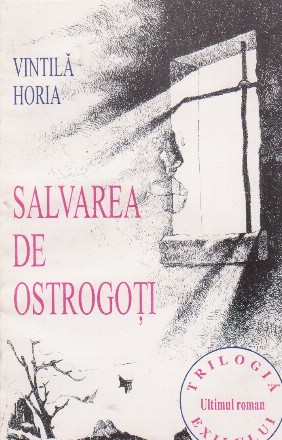 VINTILĂ
HORIA
SALVAREA
DE
OSTROGOȚI
TRILOGIA
Ultimul roman
EXILULUI